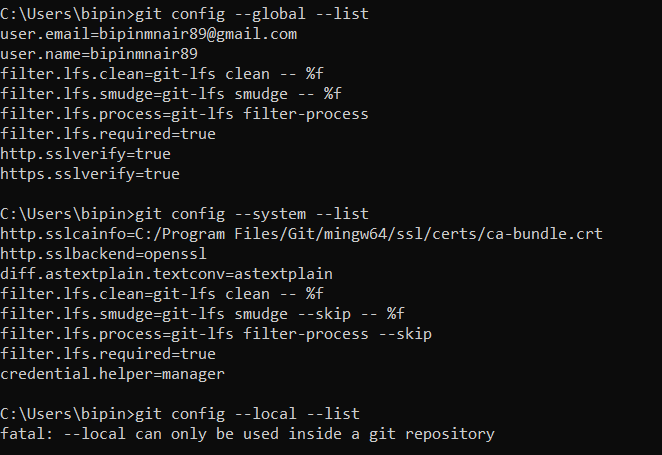 C:\Users\bipin>git config --global --list
user.email=bipinmnair89@gmail.com
user.name=bipinmnair89
filter.lfs.clean=git-lfs clean -- %f
filter.lfs.smudge=git-lfs smudge -- %f
filter.lfs.process=git-lfs filter-process
filter.lfs.required=true
http.sslverify=true
https.sslverify=true
C:\Users\bipin>git config --system --list
http.sslcainfo=C:/Program Files/Git/mingw64/ssl/certs/ca-bundle.crt
http.sslbackend=openssl
diff.astextplain.textconv=astextplain
filter.lfs.clean=git-lfs clean -- %f
filter.lfs.smudge=git-lfs smudge --skip -- %f
filter.lfs.process=git-lfs filter-process --skip
filter.lfs.required=true
credential.helper=manager
C:\Users\bipin>git config --local --list
fatal: --local can only be used inside a git repository